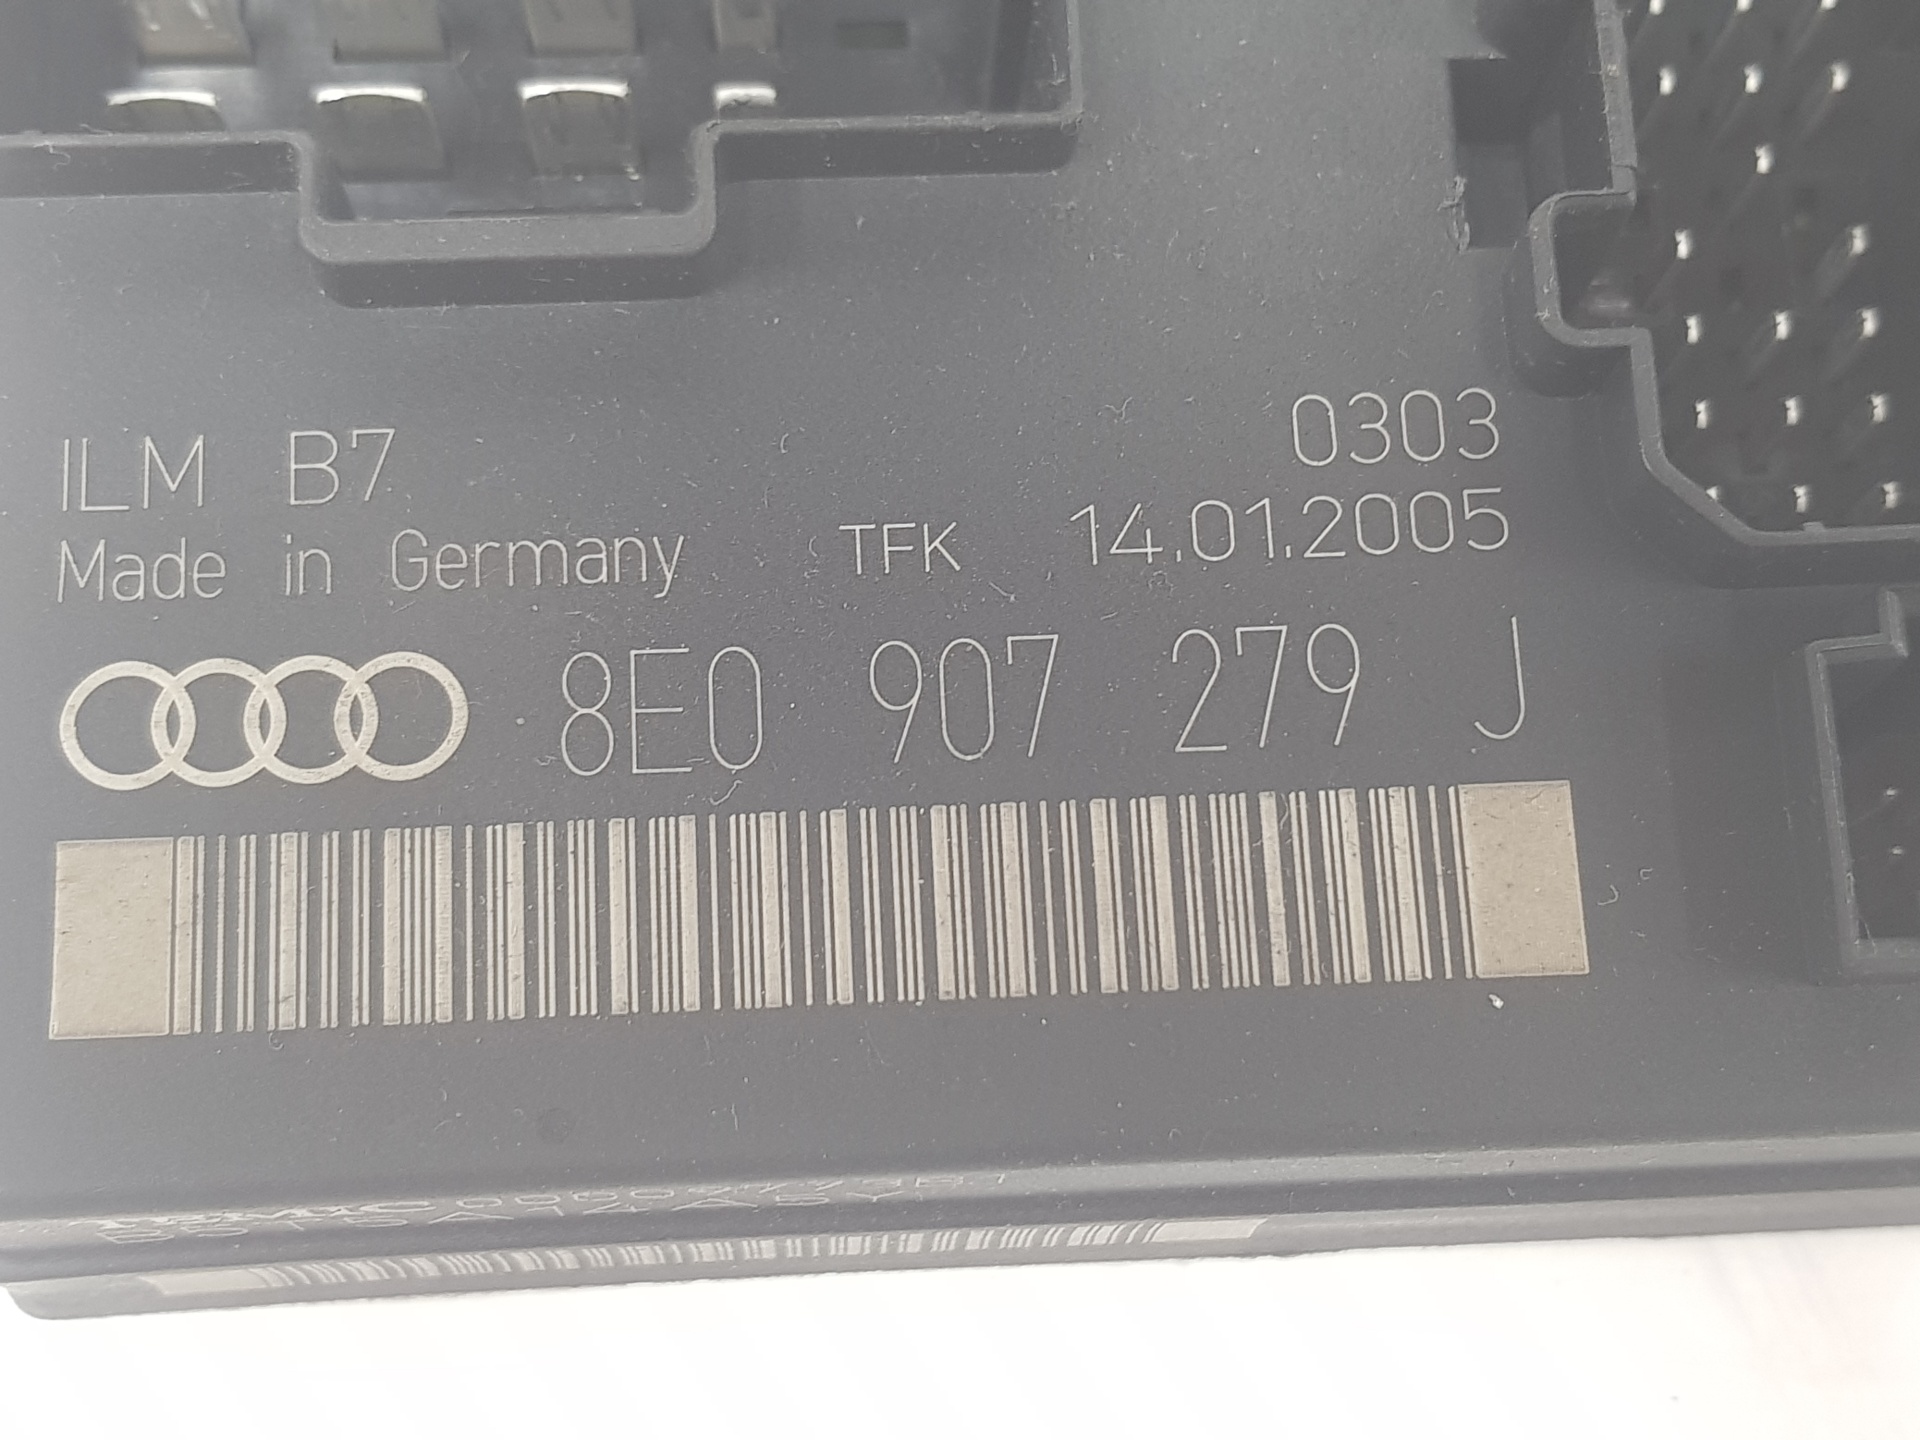 ILM B7 0303
Made in Germany TFK 14.01.2005
8E0 907 279 J